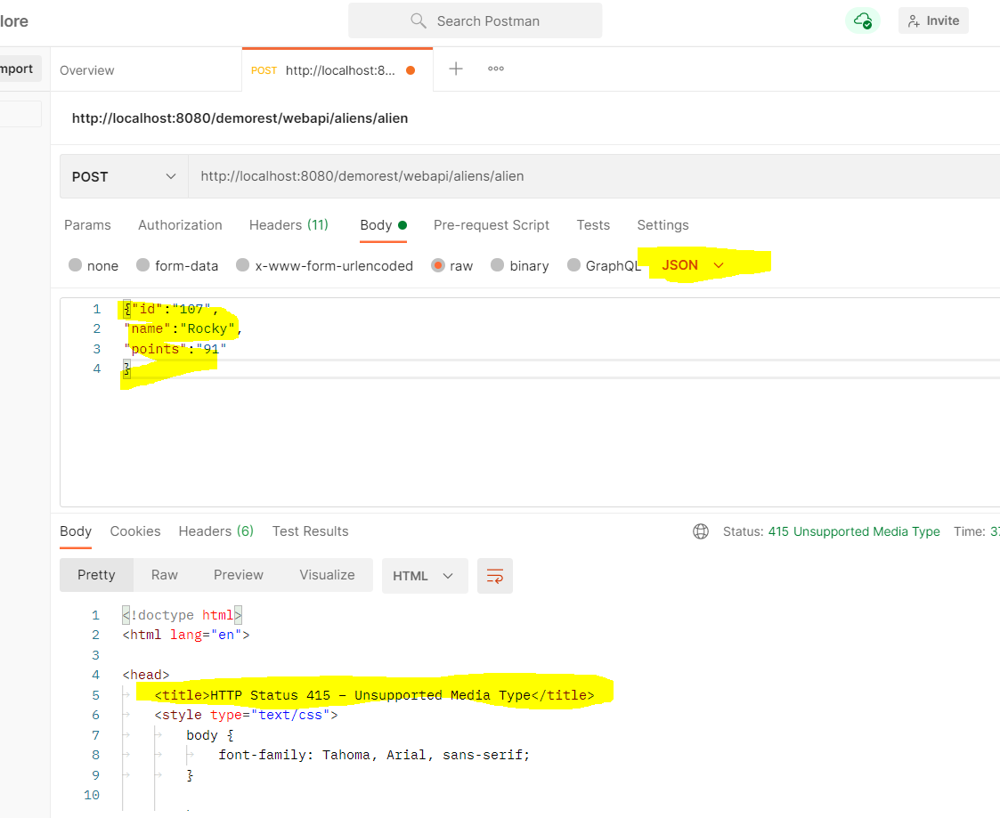 lore
Search Postman
Invite
mport
Overview
POST http://localhost:8...
http://localhost:8080/demorest/webapi/aliens/alien
POST http://localhost:8080/demorest/webapi/aliens/alien
Params Authorization Headers (11) Body Pre-request Script Tests Settings
none form-data x-www-form-urlencoded raw binary GraphQL JSON
1 {"id":"107",
2 "name":"Rocky",
3 "points":"91"
4 }
Body Cookies Headers (6) Test Results Status: 415 Unsupported Media Type Time: 37
Pretty Raw Preview Visualize HTML
1 <!doctype html>
2 <html lang="en">
3
4 <head>
5 <title>HTTP Status 415 – Unsupported Media Type</title>
6 <style type="text/css">
7 body {
8 font-family: Tahoma, Arial, sans-serif;
9 }
10